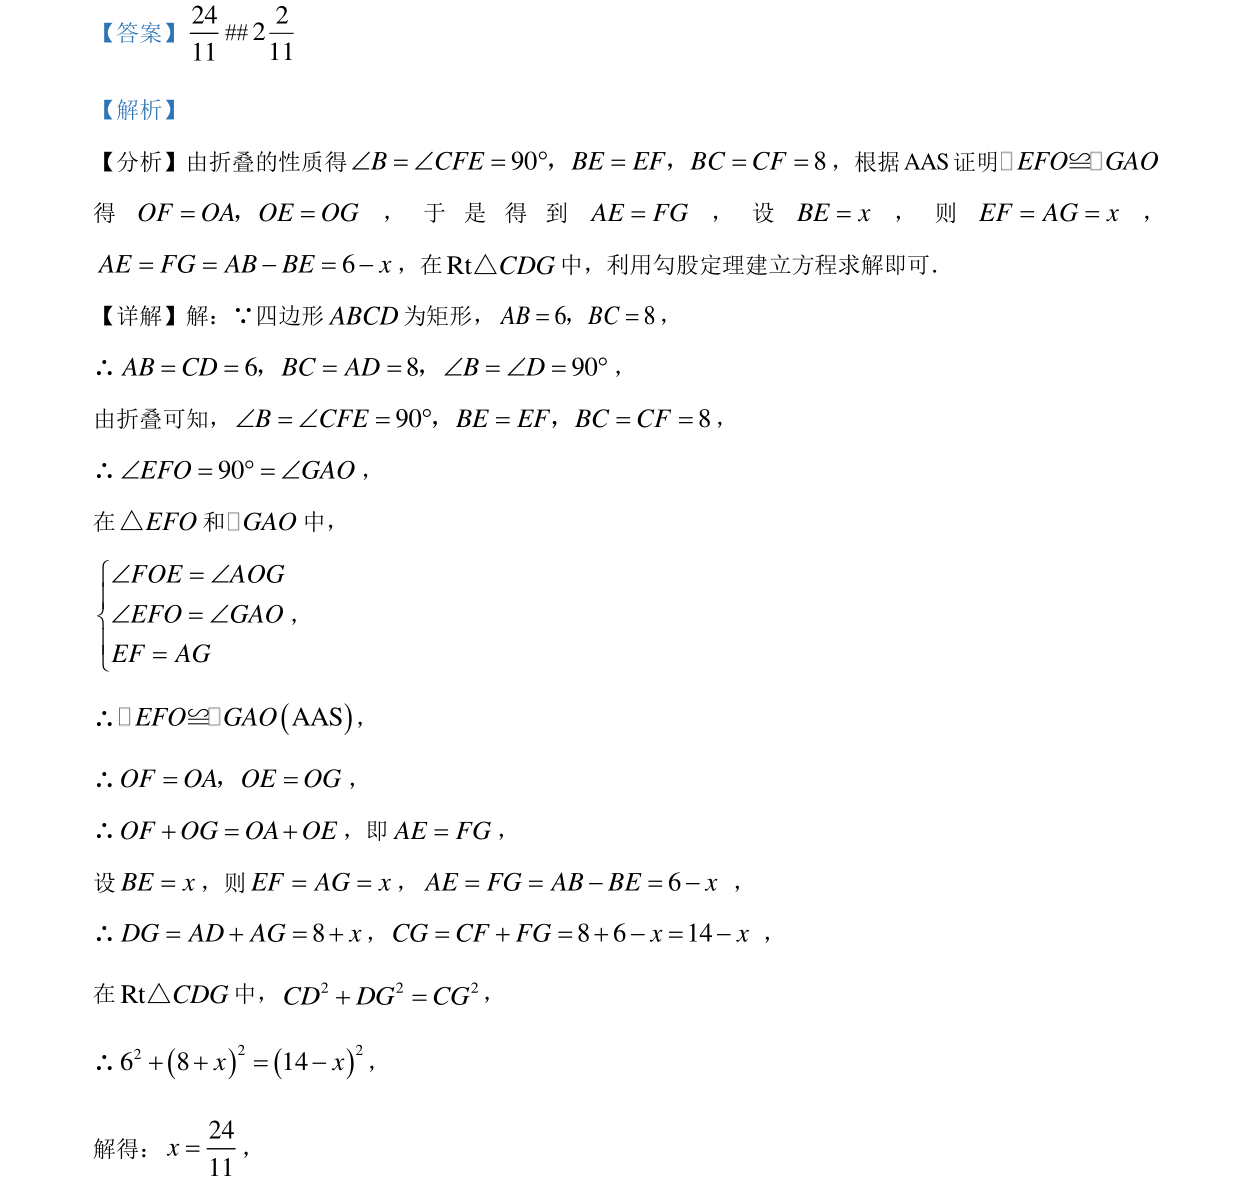 【答案】24/11##2 2/11
【解析】
【分析】由折叠的性质得∠B=∠CFE=90°，BE=EF，BC=CF=8，根据AAS证明□EFO≌□GAO
得 OF=OA，OE=OG ，于是得到 AE=FG ，设 BE=x ，则 EF=AG=x ，
AE=FG=AB−BE=6−x，在Rt△CDG中，利用勾股定理建立方程求解即可．
【详解】解：∵四边形ABCD为矩形，AB=6，BC=8，
∴AB=CD=6，BC=AD=8，∠B=∠D=90°，
由折叠可知，∠B=∠CFE=90°，BE=EF，BC=CF=8，
∴∠EFO=90°=∠GAO，
在△EFO和□GAO中，
∠FOE=∠AOG
∠EFO=∠GAO，
EF=AG
∴□EFO≌□GAO(AAS)，
∴OF=OA，OE=OG，
∴OF+OG=OA+OE，即AE=FG，
设BE=x，则EF=AG=x，AE=FG=AB−BE=6−x ，
∴DG=AD+AG=8+x，CG=CF+FG=8+6−x=14−x ，
在Rt△CDG中，CD²+DG²=CG²，
∴6²+(8+x)²=(14−x)²，
解得：x=24/11，